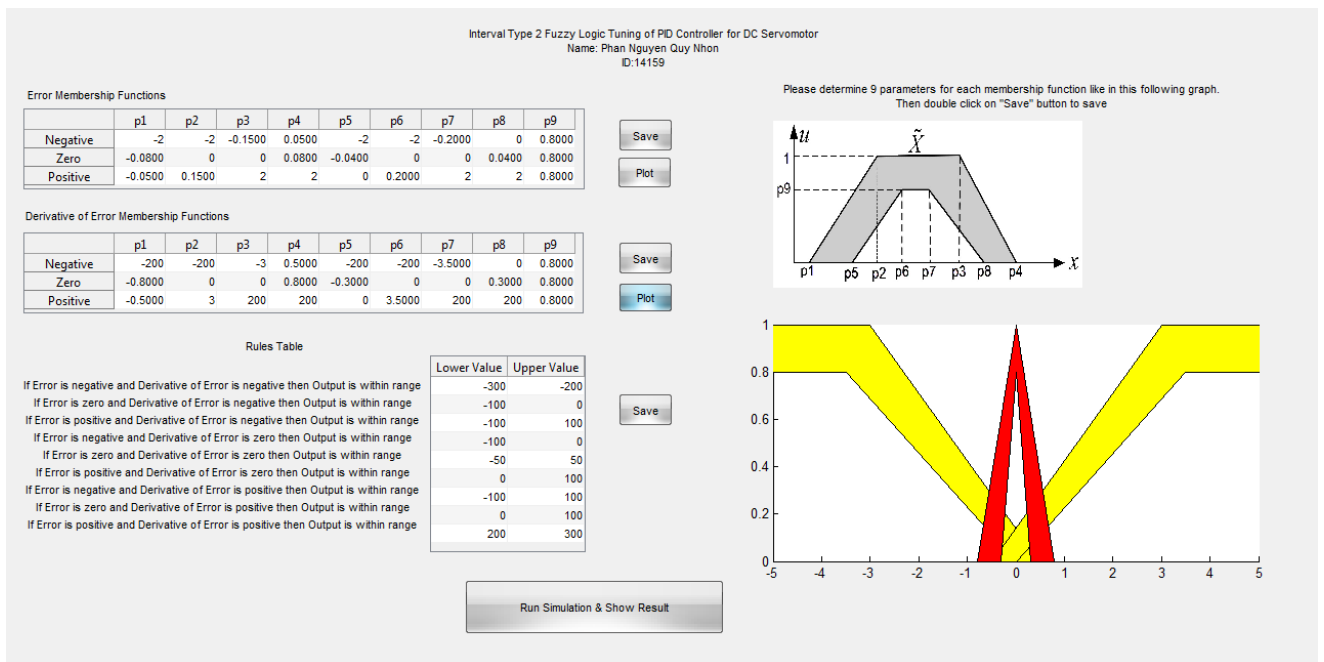 Interval Type 2 Fuzzy Logic Tuning of PID Controller for DC Servomotor
Name: Phan Nguyen Quy Nhon
ID:14159
Error Membership Functions
p1 p2 p3 p4 p5 p6 p7 p8 p9
Negative -2 -2 -0.1500 0.0500 -2 -2 -0.2000 0 0.8000
Zero -0.0800 0 0 0.0800 -0.0400 0 0 0.0400 0.8000
Positive -0.0500 0.1500 2 2 0 0.2000 2 2 0.8000
Save
Plot
Derivative of Error Membership Functions
p1 p2 p3 p4 p5 p6 p7 p8 p9
Negative -200 -200 -3 0.5000 -200 -200 -3.5000 0 0.8000
Zero -0.8000 0 0 0.8000 -0.3000 0 0 0.3000 0.8000
Positive -0.5000 3 200 200 0 3.5000 200 200 0.8000
Save
Plot
Rules Table
Lower Value Upper Value
If Error is negative and Derivative of Error is negative then Output is within range -300 -200
If Error is zero and Derivative of Error is negative then Output is within range -100 0
If Error is positive and Derivative of Error is negative then Output is within range -100 100
If Error is negative and Derivative of Error is zero then Output is within range -100 0
If Error is zero and Derivative of Error is zero then Output is within range -50 50
If Error is positive and Derivative of Error is zero then Output is within range 0 100
If Error is negative and Derivative of Error is positive then Output is within range -100 100
If Error is zero and Derivative of Error is positive then Output is within range 0 100
If Error is positive and Derivative of Error is positive then Output is within range 200 300
Save
Run Simulation & Show Result
Please determine 9 parameters for each membership function like in this following graph.
Then double click on "Save" button to save
u
X̃
1
p9
p1 p5 p2 p6 p7 p3 p8 p4 x
1
0.8
0.6
0.4
0.2
0
-5 -4 -3 -2 -1 0 1 2 3 4 5